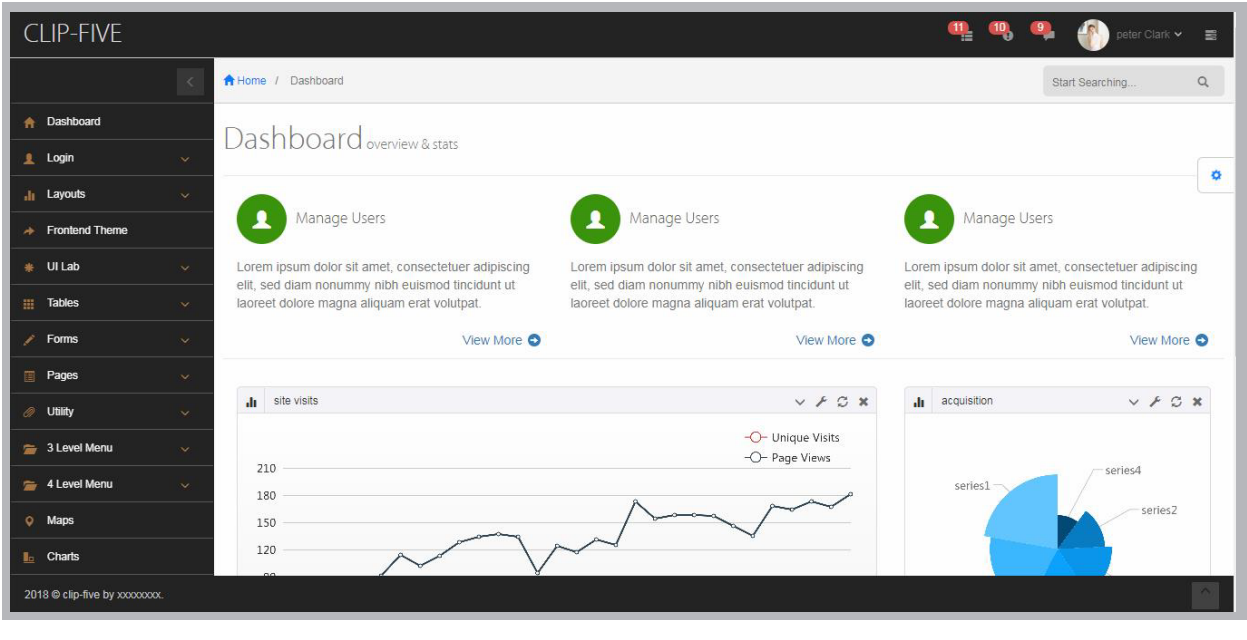 CLIP-FIVE
11
10
9
peter Clark
Home / Dashboard
Start Searching...
Dashboard
Login
Layouts
Frontend Theme
UI Lab
Tables
Forms
Pages
Utility
3 Level Menu
4 Level Menu
Maps
Charts
Dashboard overview & stats
Manage Users
Lorem ipsum dolor sit amet, consectetuer adipiscing
elit, sed diam nonummy nibh euismod tincidunt ut
laoreet dolore magna aliquam erat volutpat.
View More
Manage Users
Lorem ipsum dolor sit amet, consectetuer adipiscing
elit, sed diam nonummy nibh euismod tincidunt ut
laoreet dolore magna aliquam erat volutpat.
View More
Manage Users
Lorem ipsum dolor sit amet, consectetuer adipiscing
elit, sed diam nonummy nibh euismod tincidunt ut
laoreet dolore magna aliquam erat volutpat.
View More
site visits
Unique Visits
Page Views
210
180
150
120
90
acquisition
series4
series1
series2
2018 © clip-five by xxxxxxxx.